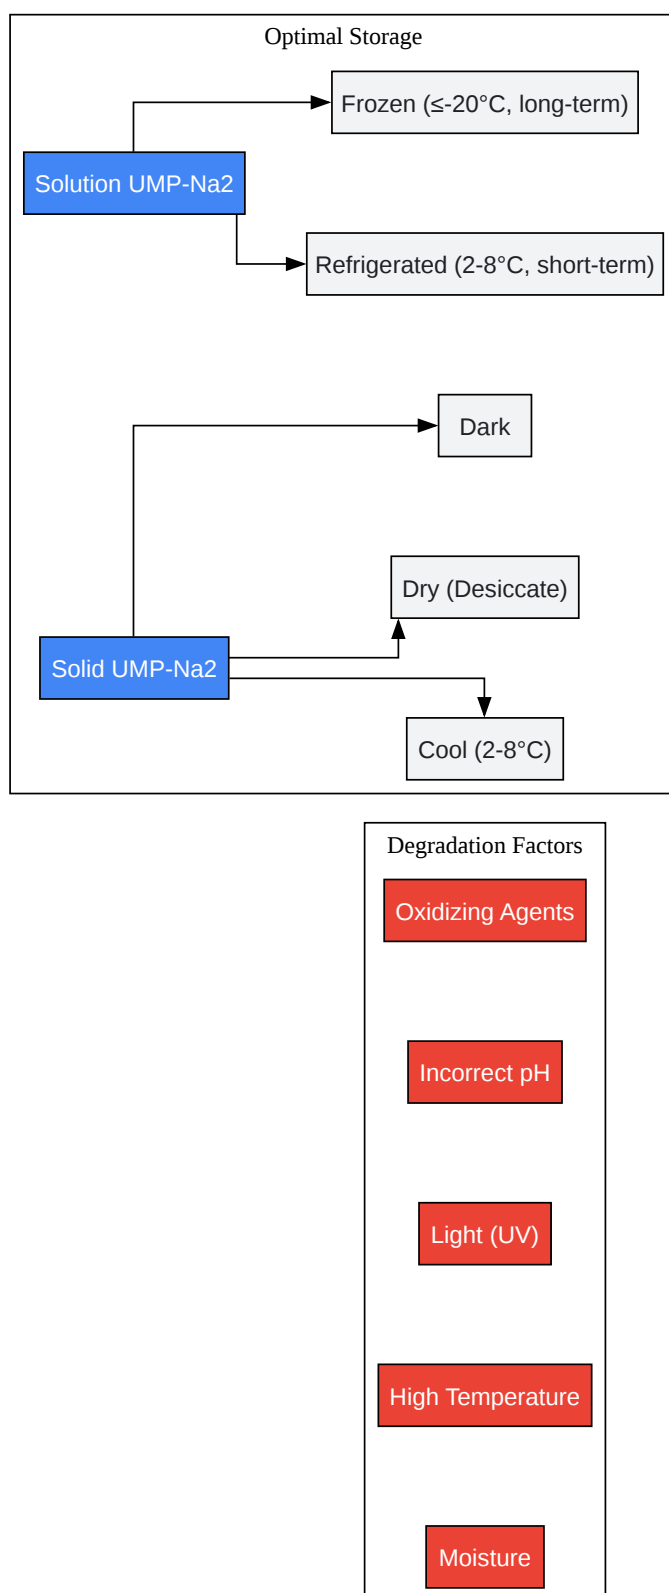 Optimal Storage
Frozen (≤-20°C, long-term)
Solution UMP-Na2
Refrigerated (2-8°C, short-term)
Dark
Dry (Desiccate)
Solid UMP-Na2
Cool (2-8°C)
Degradation Factors
Oxidizing Agents
Incorrect pH
Light (UV)
High Temperature
Moisture